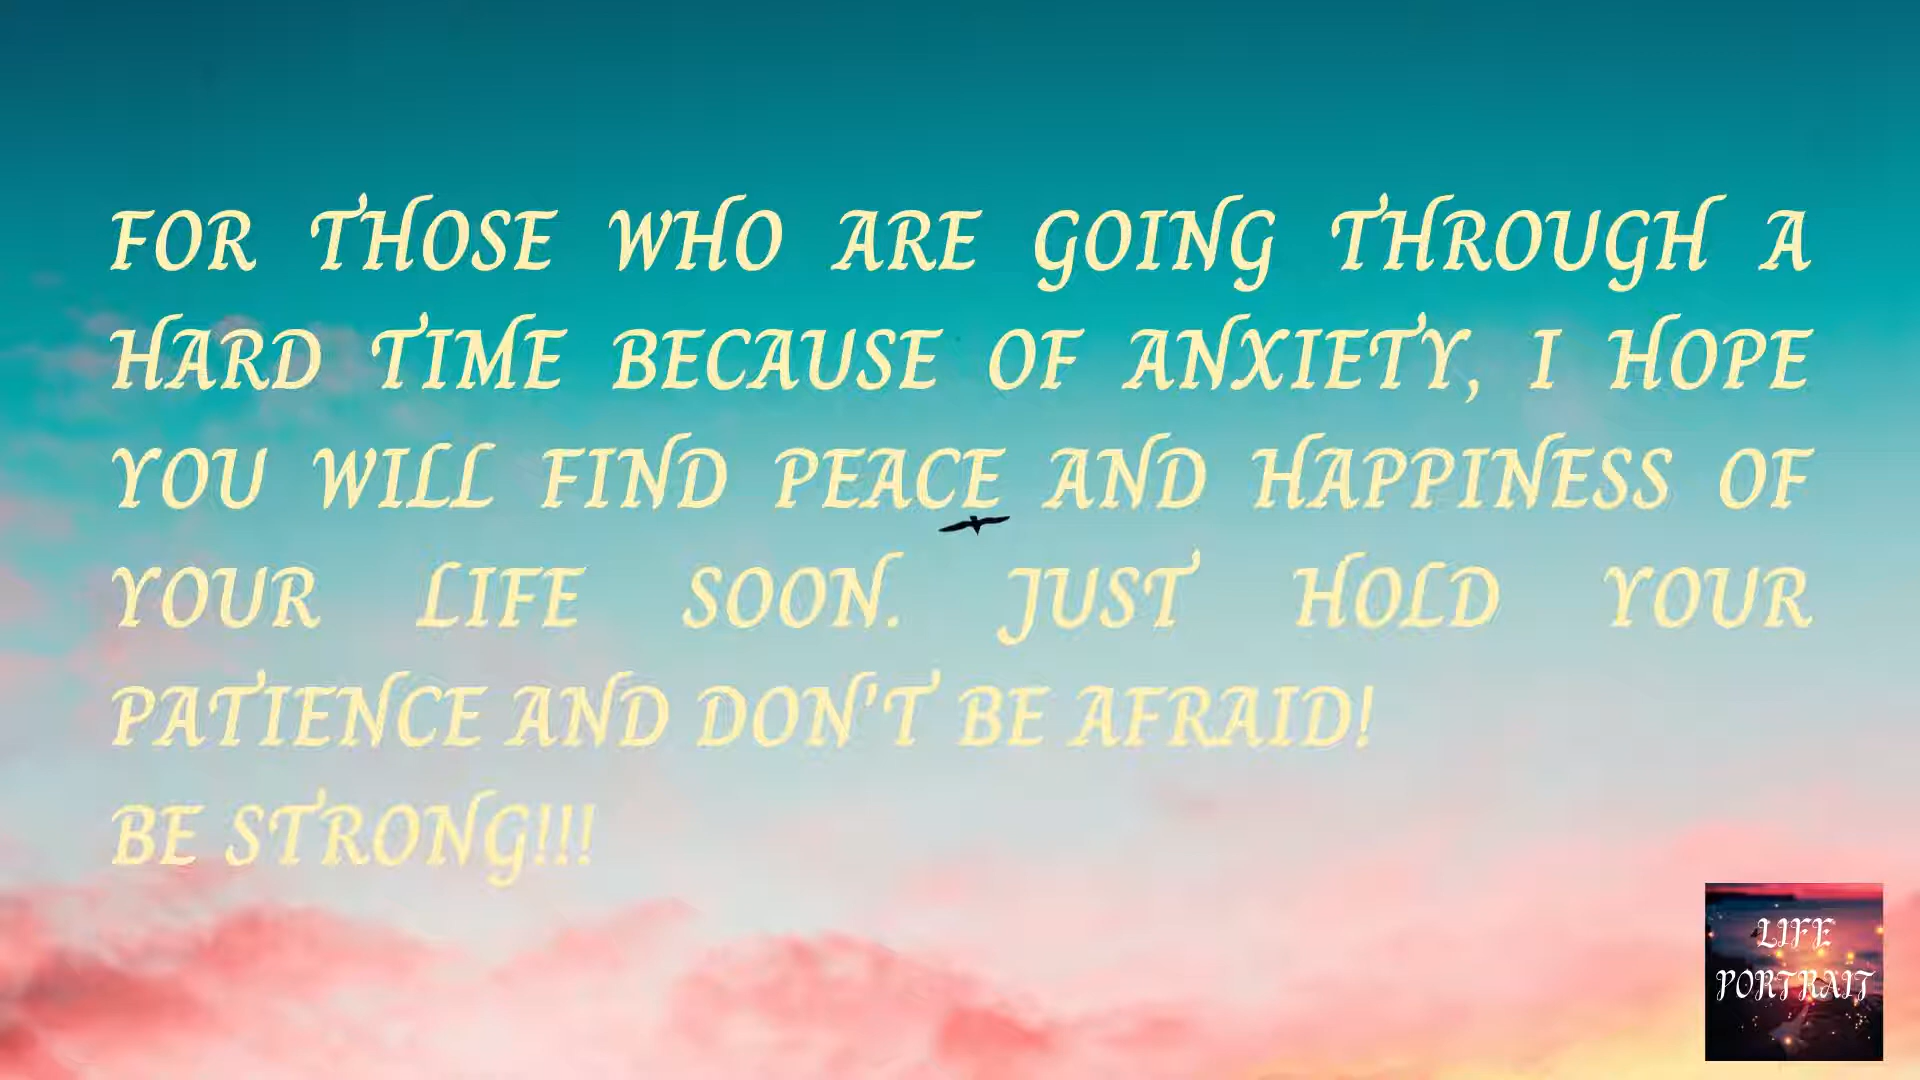 FOR THOSE WHO ARE GOING THROUGH A
HARD TIME BECAUSE OF ANXIETY, I HOPE
YOU WILL FIND PEACE AND HAPPINESS OF
YOUR LIFE SOON. JUST HOLD YOUR
PATIENCE AND DON'T BE AFRAID!
BE STRONG!!!
LIFE
PORTRAIT